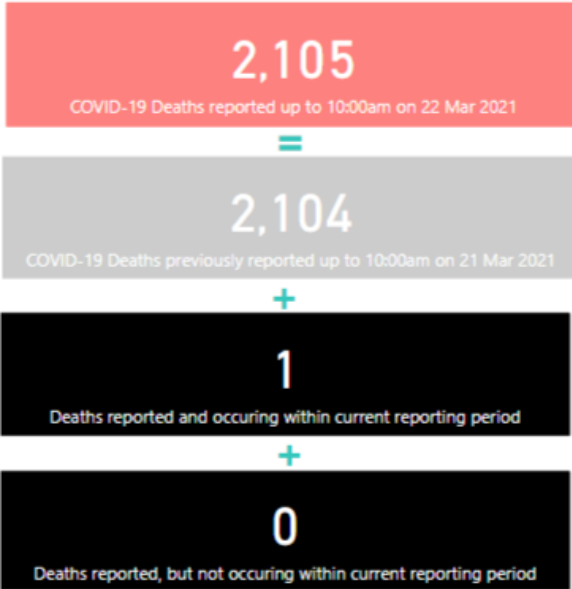 2,105
COVID-19 Deaths reported up to 10:00am on 22 Mar 2021
=
2,104
COVID-19 Deaths previously reported up to 10:00am on 21 Mar 2021
+
1
Deaths reported and occuring within current reporting period
+
0
Deaths reported, but not occuring within current reporting period